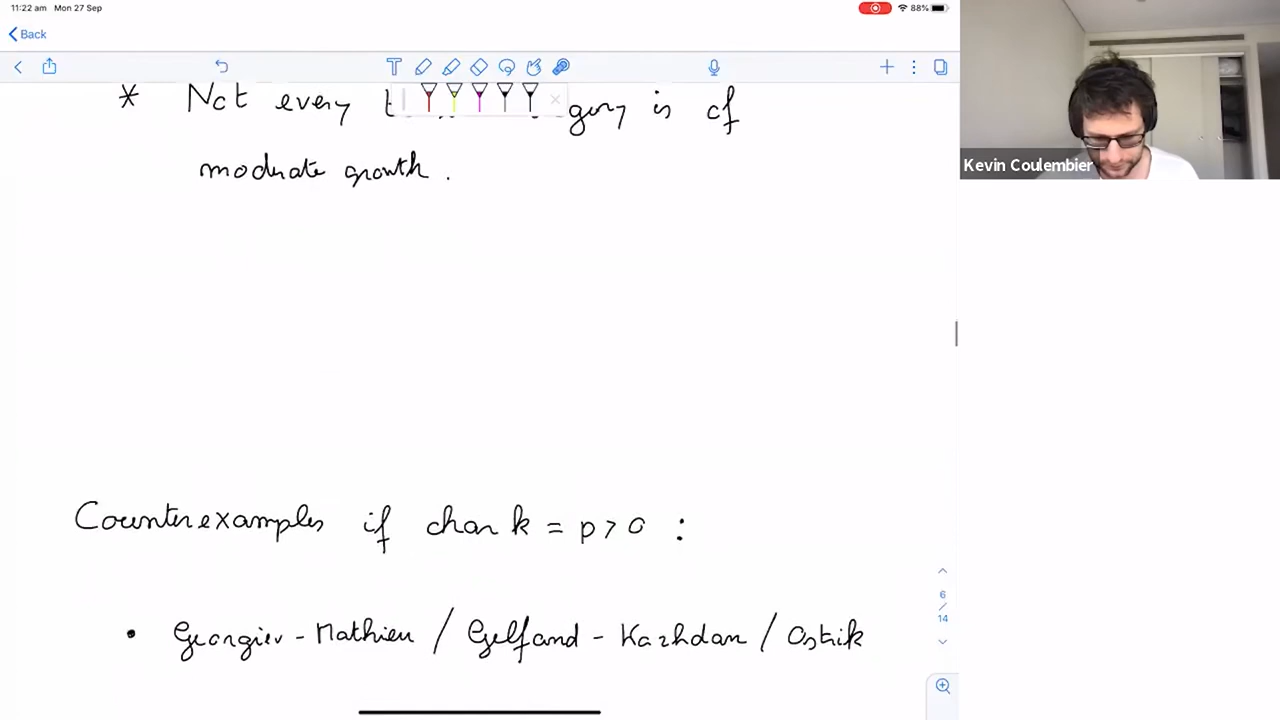 11:22 am Mon 27 Sep
88%
Back
* Not every gory is of
moderate growth.
Kevin Coulembier
Counterexamples if char k = p > 0 :
6
/
14
• Georgiev - Mathieu / Gelfand - Kazhdan / Ostrik